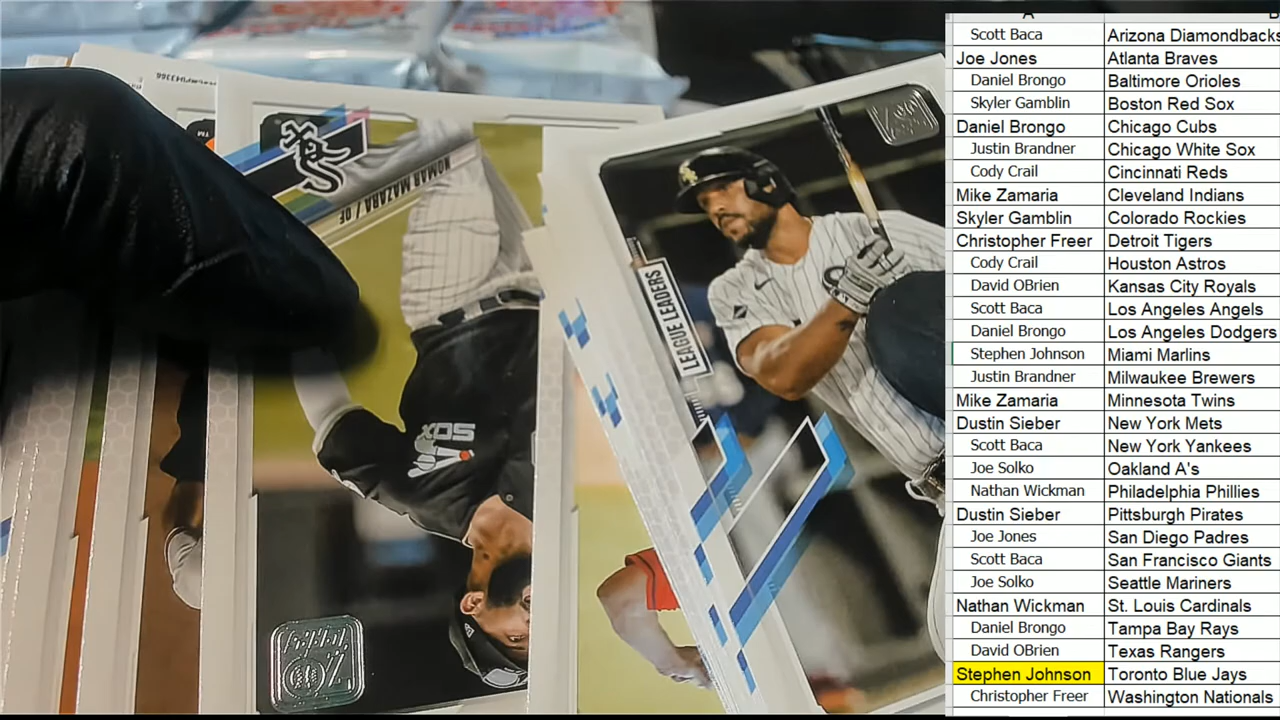 NOMAR MAZARA / OF
SOX
LEAGUE LEADERS
Scott Baca Arizona Diamondbacks
Joe Jones Atlanta Braves
Daniel Brongo Baltimore Orioles
Skyler Gamblin Boston Red Sox
Daniel Brongo Chicago Cubs
Justin Brandner Chicago White Sox
Cody Crail Cincinnati Reds
Mike Zamaria Cleveland Indians
Skyler Gamblin Colorado Rockies
Christopher Freer Detroit Tigers
Cody Crail Houston Astros
David OBrien Kansas City Royals
Scott Baca Los Angeles Angels
Daniel Brongo Los Angeles Dodgers
Stephen Johnson Miami Marlins
Justin Brandner Milwaukee Brewers
Mike Zamaria Minnesota Twins
Dustin Sieber New York Mets
Scott Baca New York Yankees
Joe Solko Oakland A's
Nathan Wickman Philadelphia Phillies
Dustin Sieber Pittsburgh Pirates
Joe Jones San Diego Padres
Scott Baca San Francisco Giants
Joe Solko Seattle Mariners
Nathan Wickman St. Louis Cardinals
Daniel Brongo Tampa Bay Rays
David OBrien Texas Rangers
Stephen Johnson Toronto Blue Jays
Christopher Freer Washington Nationals